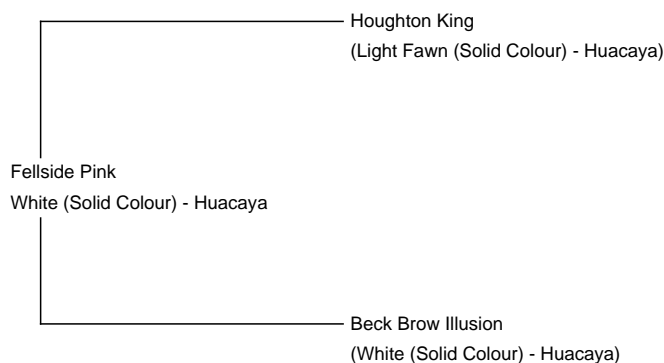 Houghton King
(Light Fawn (Solid Colour) - Huacaya)
Fellside Pink
White (Solid Colour) - Huacaya
Beck Brow Illusion
(White (Solid Colour) - Huacaya)